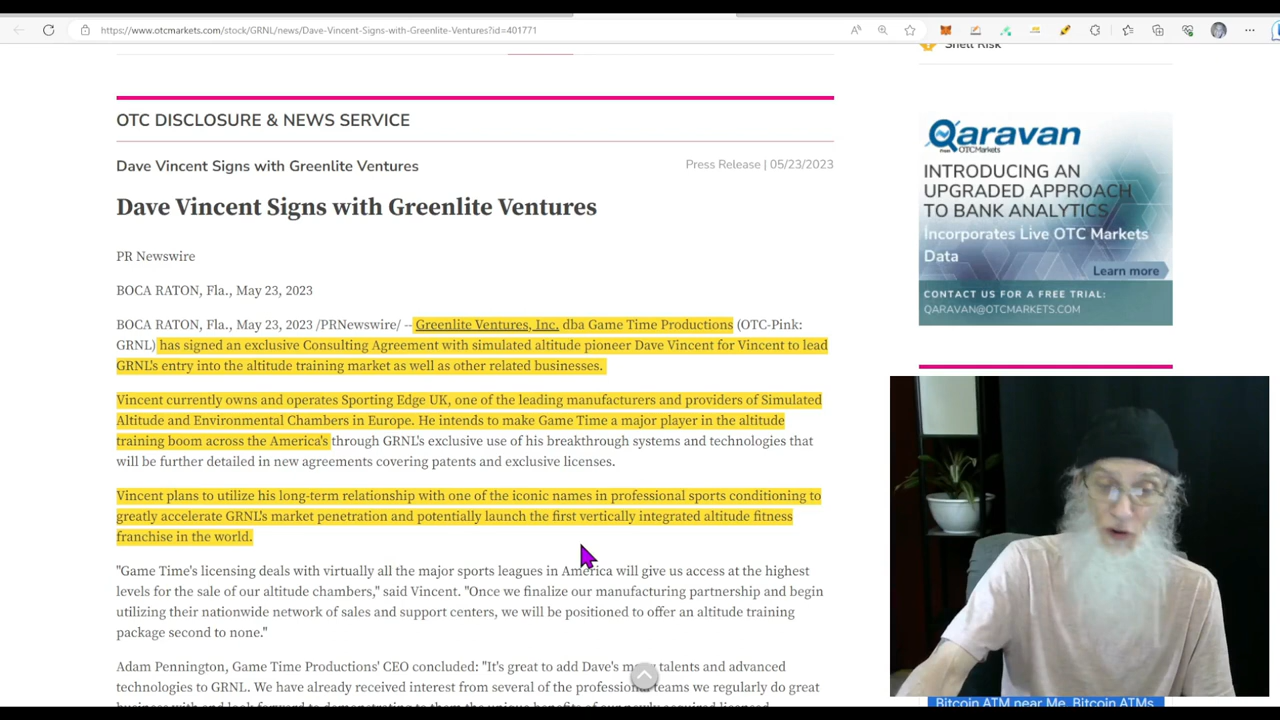 https://www.otcmarkets.com/stock/GRNL/news/Dave-Vincent-Signs-with-Greenlite-Ventures?id=401771
Shell Risk
OTC DISCLOSURE & NEWS SERVICE
Dave Vincent Signs with Greenlite Ventures
Press Release | 05/23/2023
Dave Vincent Signs with Greenlite Ventures
PR Newswire
BOCA RATON, Fla., May 23, 2023
BOCA RATON, Fla., May 23, 2023 /PRNewswire/ -- Greenlite Ventures, Inc. dba Game Time Productions (OTC-Pink:
GRNL) has signed an exclusive Consulting Agreement with simulated altitude pioneer Dave Vincent for Vincent to lead
GRNL's entry into the altitude training market as well as other related businesses.
Vincent currently owns and operates Sporting Edge UK, one of the leading manufacturers and providers of Simulated
Altitude and Environmental Chambers in Europe. He intends to make Game Time a major player in the altitude
training boom across the America's through GRNL's exclusive use of his breakthrough systems and technologies that
will be further detailed in new agreements covering patents and exclusive licenses.
Vincent plans to utilize his long-term relationship with one of the iconic names in professional sports conditioning to
greatly accelerate GRNL's market penetration and potentially launch the first vertically integrated altitude fitness
franchise in the world.
"Game Time's licensing deals with virtually all the major sports leagues in America will give us access at the highest
levels for the sale of our altitude chambers," said Vincent. "Once we finalize our manufacturing partnership and begin
utilizing their nationwide network of sales and support centers, we will be positioned to offer an altitude training
package second to none."
Adam Pennington, Game Time Productions' CEO concluded: "It's great to add Dave's many talents and advanced
technologies to GRNL. We have already received interest from several of the professional teams we regularly do great
Qaravan
From OTCMarkets
INTRODUCING AN
UPGRADED APPROACH
TO BANK ANALYTICS
Incorporates Live OTC Markets
Data
Learn more
CONTACT US FOR A FREE TRIAL:
QARAVAN@OTCMARKETS.COM
Bitcoin ATM near Me, Bitcoin ATMs